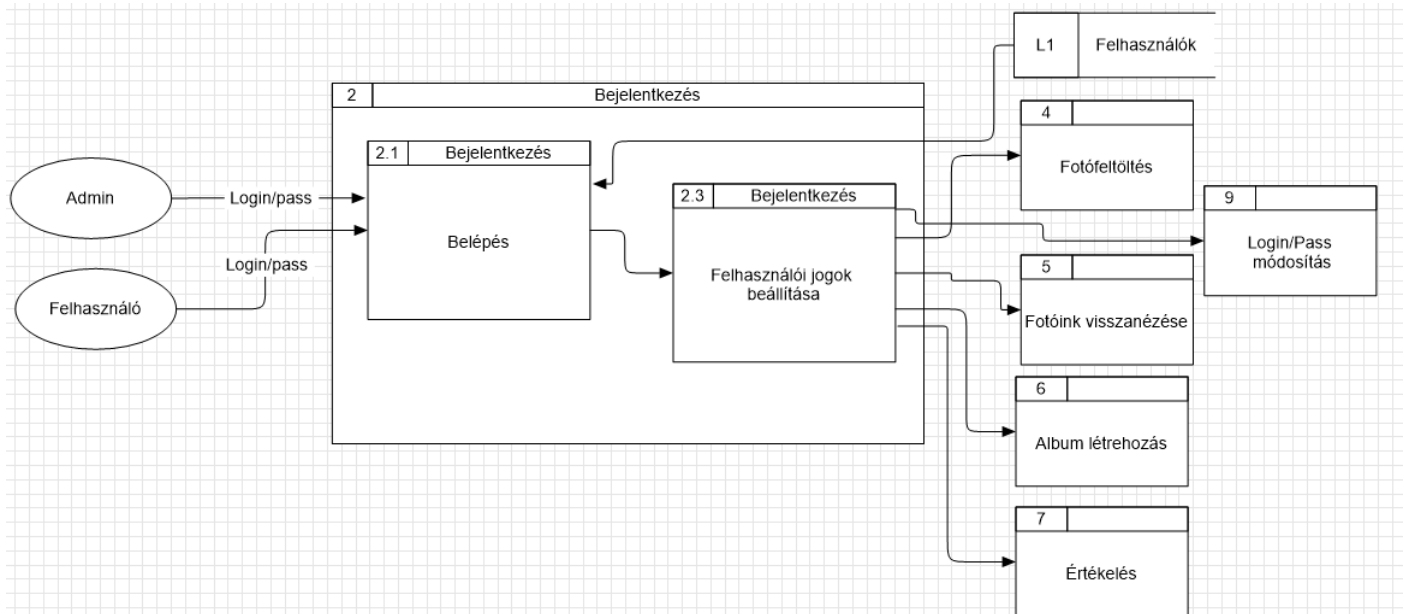 L1 Felhasználók
2 Bejelentkezés
4
Fotófeltöltés
2.1 Bejelentkezés
Belépés
2.3 Bejelentkezés
Felhasználói jogok
beállítása
Admin
Login/pass
Login/pass
Felhasználó
9
Login/Pass
módosítás
5
Fotóink visszanézése
6
Album létrehozás
7
Értékelés